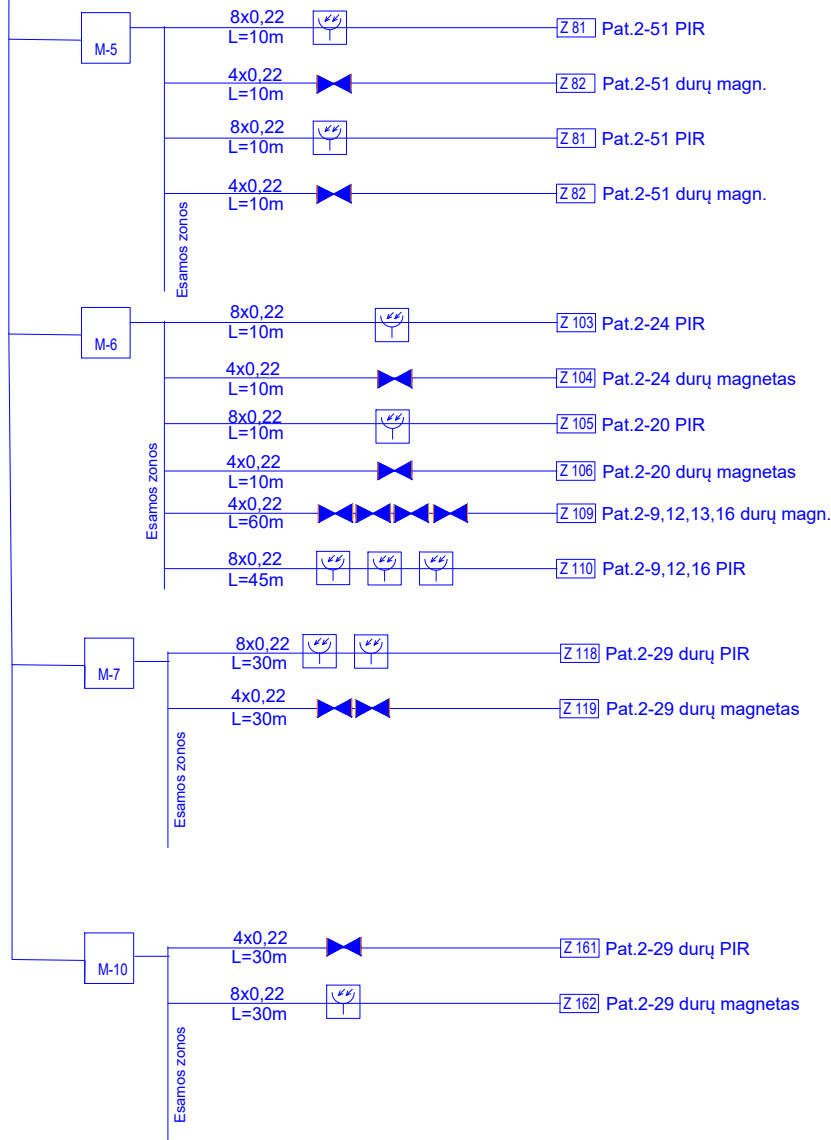 8x0,22
L=10m
Z 81 Pat.2-51 PIR
M-5
4x0,22
L=10m
Z 82 Pat.2-51 durų magn.
8x0,22
L=10m
Z 81 Pat.2-51 PIR
4x0,22
L=10m
Z 82 Pat.2-51 durų magn.
Esamos zonos
8x0,22
L=10m
Z 103 Pat.2-24 PIR
M-6
4x0,22
L=10m
Z 104 Pat.2-24 durų magnetas
8x0,22
L=10m
Z 105 Pat.2-20 PIR
4x0,22
L=10m
Z 106 Pat.2-20 durų magnetas
4x0,22
L=60m
Z 109 Pat.2-9,12,13,16 durų magn.
8x0,22
L=45m
Z 110 Pat.2-9,12,16 PIR
Esamos zonos
8x0,22
L=30m
Z 118 Pat.2-29 durų PIR
M-7
4x0,22
L=30m
Z 119 Pat.2-29 durų magnetas
Esamos zonos
4x0,22
L=30m
Z 161 Pat.2-29 durų PIR
M-10
8x0,22
L=30m
Z 162 Pat.2-29 durų magnetas
Esamos zonos